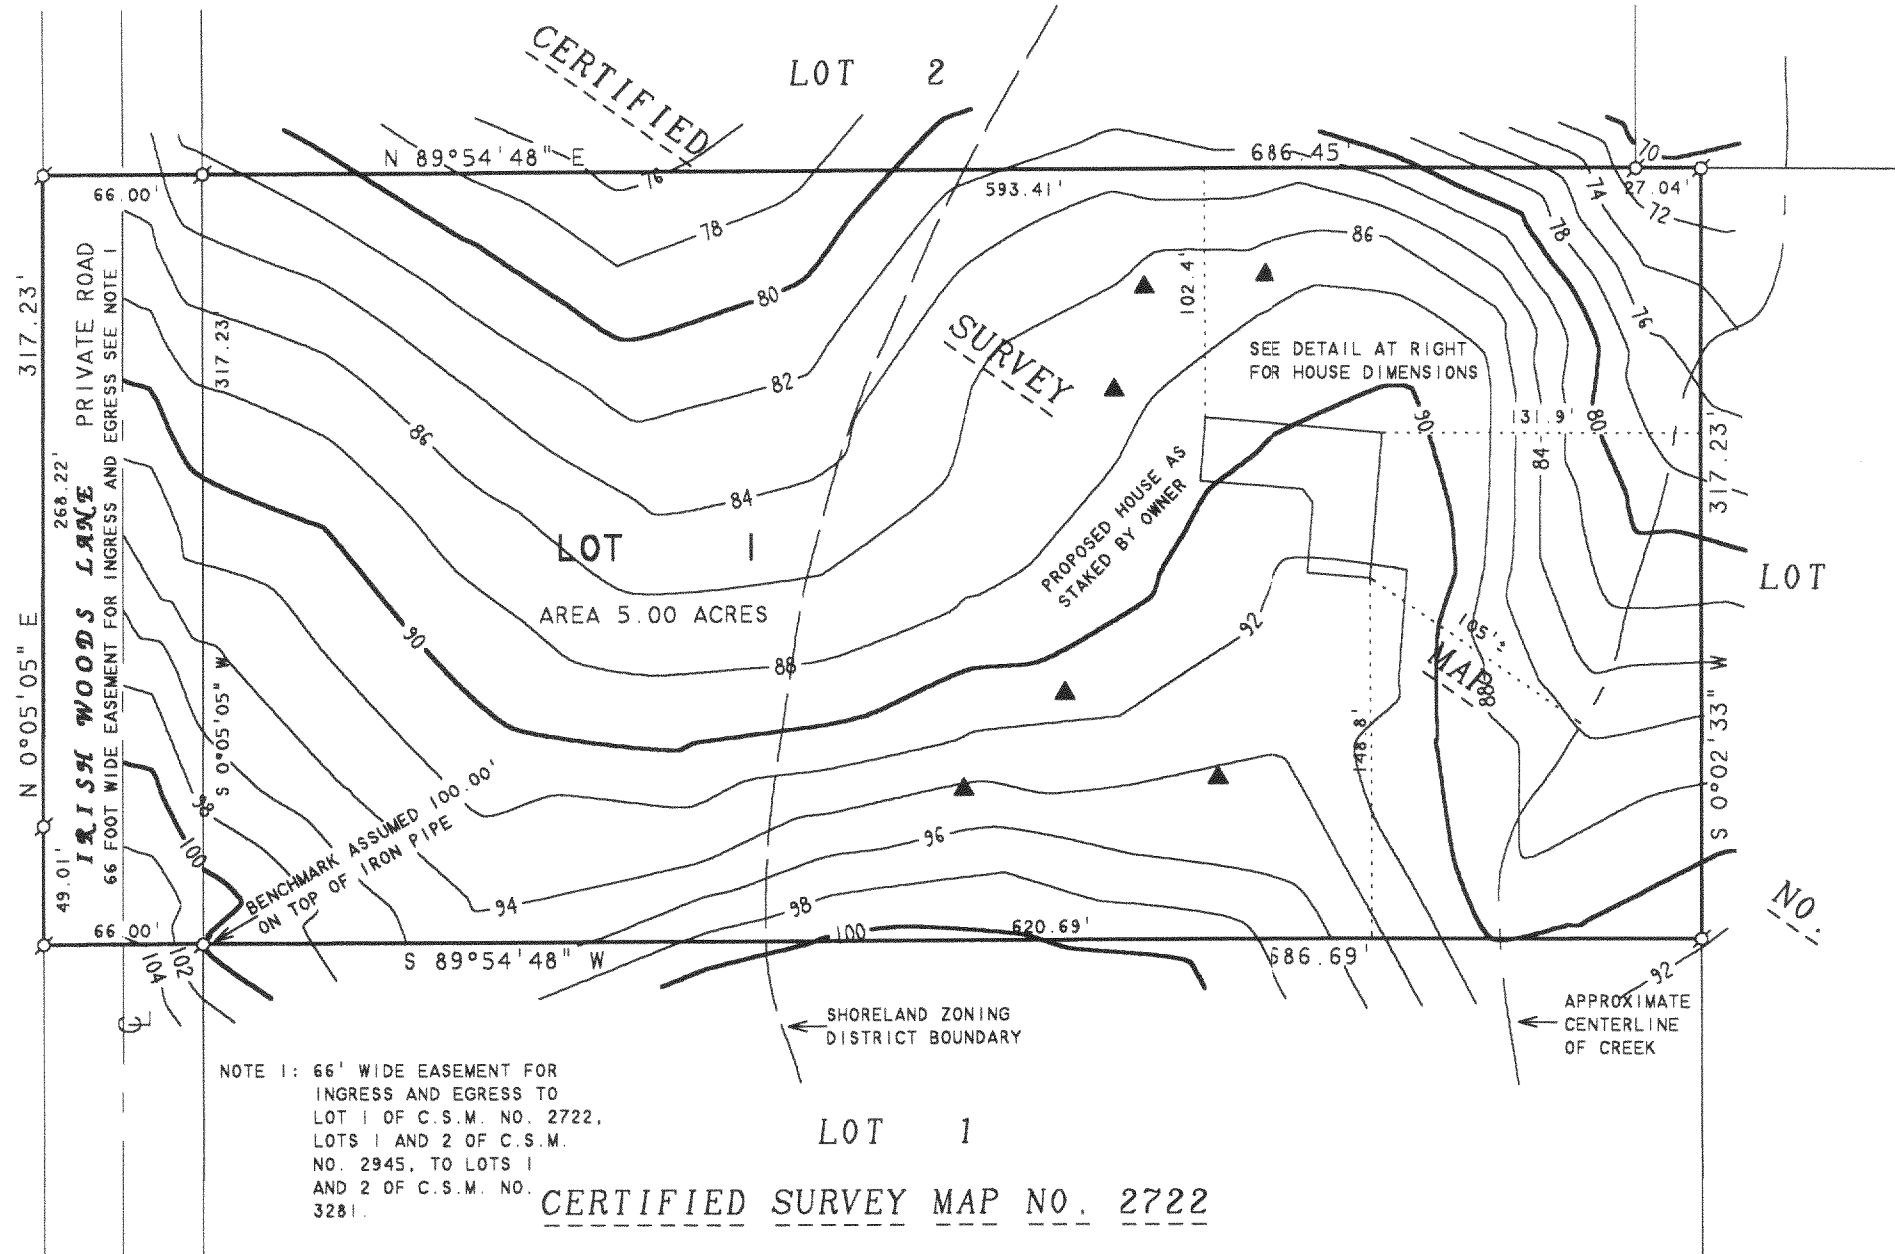 CERTIFIED
LOT 2
N 89°54'48" E
686.45'
70
66.00'
76
593.41'
74
27.04'
72
78
78
86
317.23'
PRIVATE ROAD
IRISH WOODS LANE
66 FOOT WIDE EASEMENT FOR INGRESS AND EGRESS SEE NOTE 1
317.23'
80
102.4'
SURVEY
76
SEE DETAIL AT RIGHT
FOR HOUSE DIMENSIONS
82
86
90
131.9'
80
84
317.23'
268.22'
84
LOT 1
AREA 5.00 ACRES
PROPOSED HOUSE AS
STAKED BY OWNER
LOT
N 0°05'05" E
S 0°05'05" W
90
88
92
105'±
MAP
88
148.8'
S 0°02'33" W
98
100
BENCHMARK ASSUMED 100.00'
ON TOP OF IRON PIPE
96
94
98
49.01'
66.00'
100
620.69'
NO.
104
102
S 89°54'48" W
686.69'
92
SHORELAND ZONING
DISTRICT BOUNDARY
APPROXIMATE
CENTERLINE
OF CREEK
NOTE 1: 66' WIDE EASEMENT FOR
INGRESS AND EGRESS TO
LOT 1 OF C.S.M. NO. 2722,
LOTS 1 AND 2 OF C.S.M.
NO. 2945, TO LOTS 1
AND 2 OF C.S.M. NO.
3281.
LOT 1
CERTIFIED SURVEY MAP NO. 2722